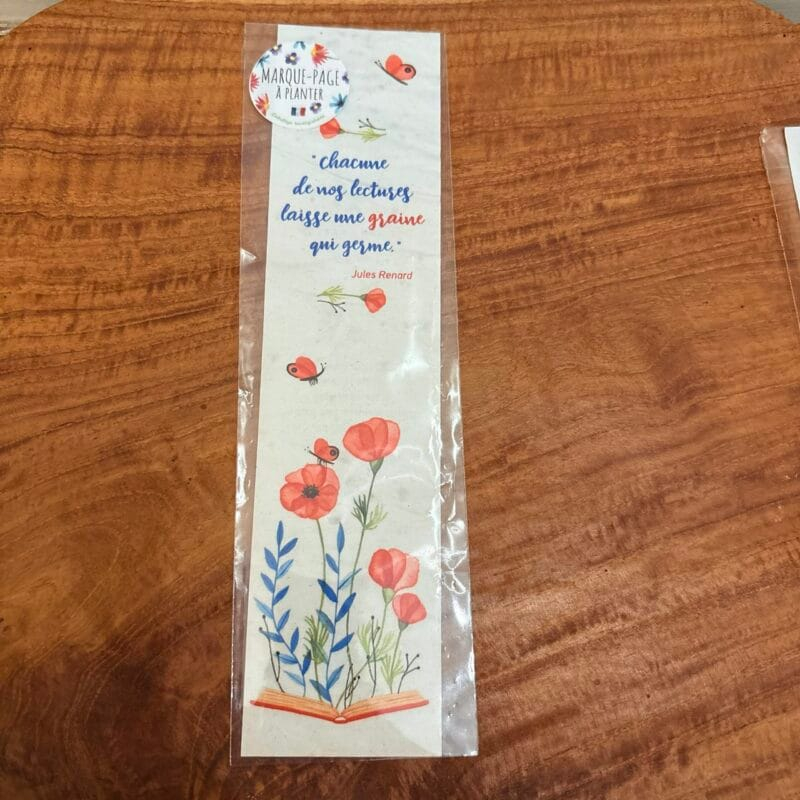 MARQUE-PAGE
À PLANTER
"Chacune
de nos lectures
laisse une graine
qui germe."
Jules Renard